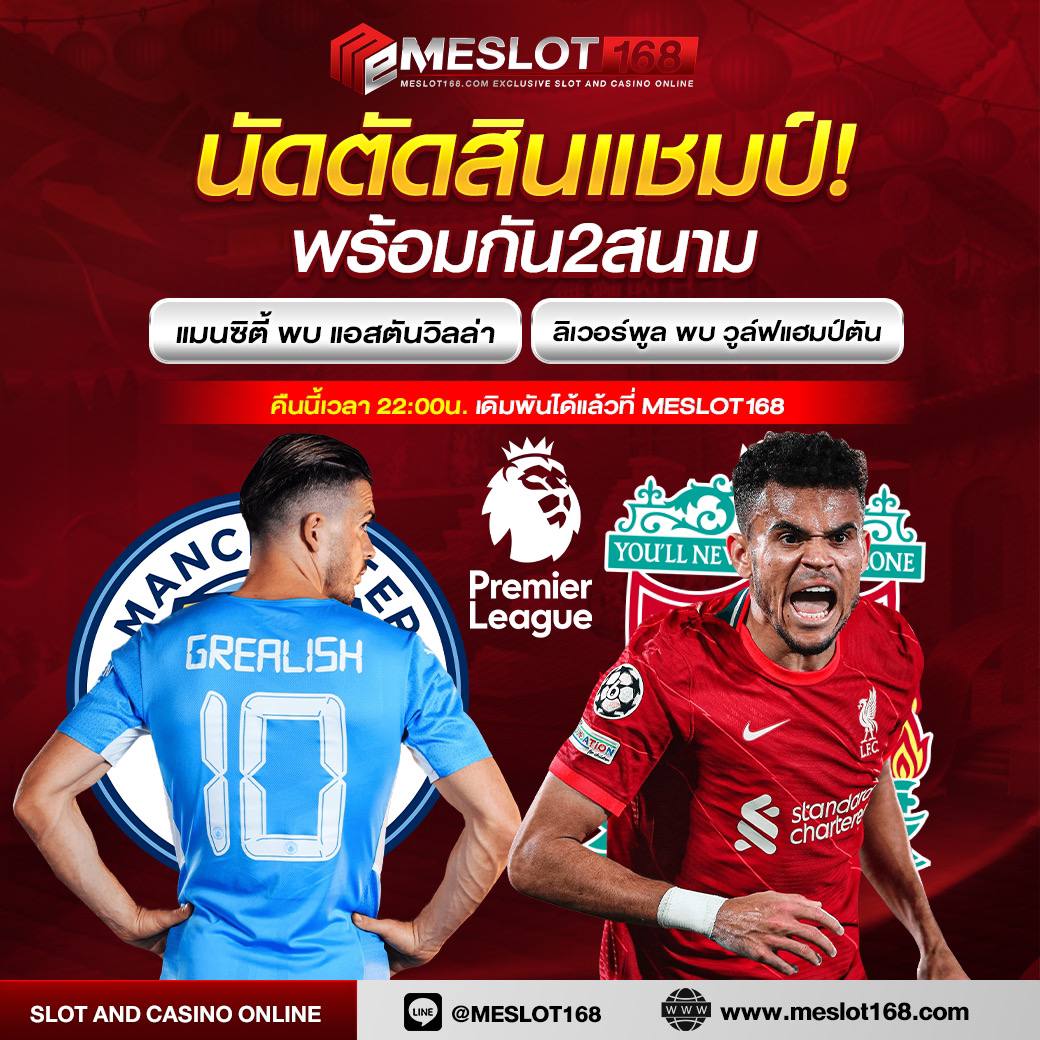 MESLOT168
MESLOT168.COM EXCLUSIVE SLOT AND CASINO ONLINE
นัดตัดสินแชมป์!
พร้อมกัน2สนาม
แมนซิตี้ พบ แอสตันวิลล่า
ลิเวอร์พูล พบ วูล์ฟแฮมป์ตัน
คืนนี้เวลา 22:00น. เดิมพันได้แล้วที่ MESLOT168
Premier
League
MANC TER
YOU'LL NEV ONE
GREALISH
10
L.F.C.
standard
chartere
SLOT AND CASINO ONLINE
LINE
@MESLOT168
WWW
www.meslot168.com